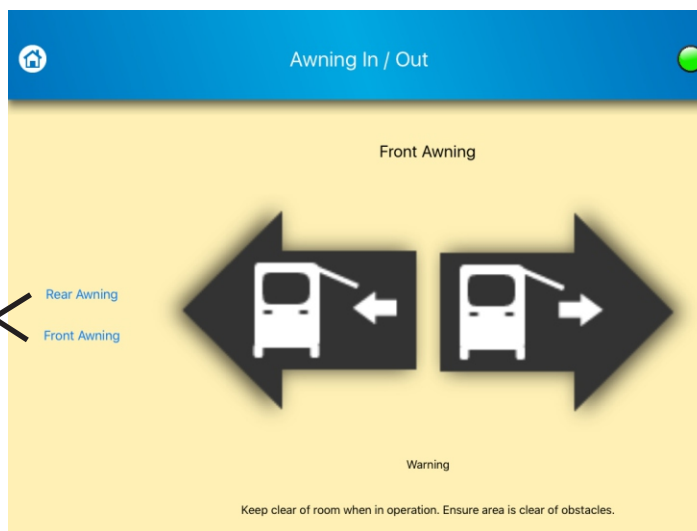 Awning In / Out
Front Awning
Rear Awning
Front Awning
Warning
Keep clear of room when in operation. Ensure area is clear of obstacles.